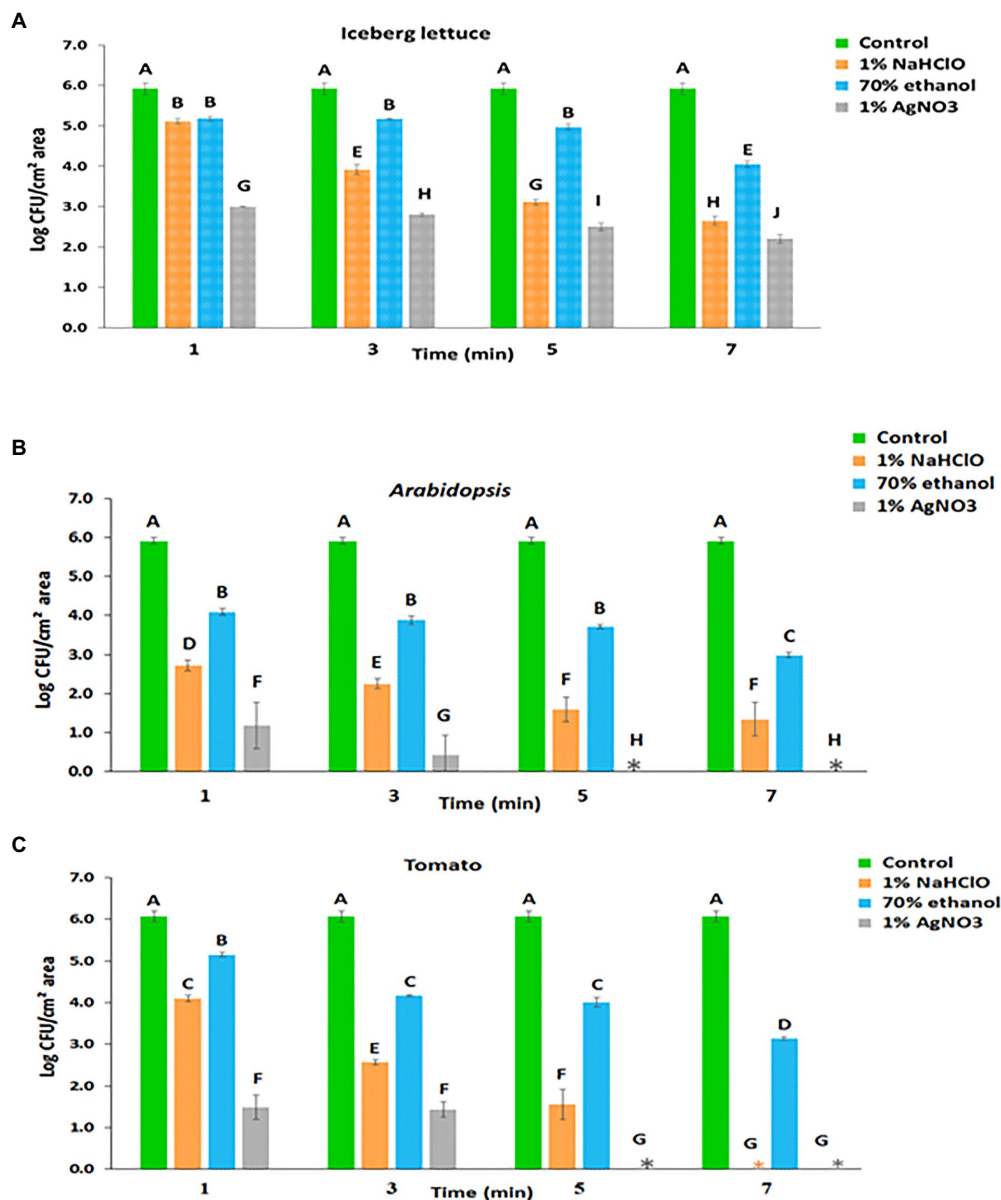 A
Iceberg lettuce
Control
1% NaHClO
70% ethanol
1% AgNO3
Log CFU/cm² area
7.0
6.0
5.0
4.0
3.0
2.0
1.0
0.0
A B B G
A E B H
A G B I
A H E J
1 3 5 7
Time (min)
B
Arabidopsis
Control
1% NaHClO
70% ethanol
1% AgNO3
Log CFU/cm² area
7.0
6.0
5.0
4.0
3.0
2.0
1.0
0.0
A D B F
A E B G
A F B H
*
A F C H
*
1 3 5 7
Time (min)
C
Tomato
Control
1% NaHClO
70% ethanol
1% AgNO3
Log CFU/cm² area
7.0
6.0
5.0
4.0
3.0
2.0
1.0
0.0
A C B F
A E C F
A F C G
*
A G D G
* *
1 3 5 7
Time (min)